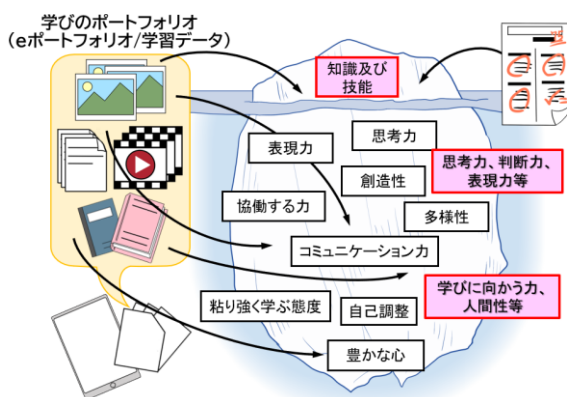 学びのポートフォリオ
(eポートフォリオ/学習データ)
知識及び
技能
表現力
思考力
創造性
思考力、判断力、
表現力等
協働する力
多様性
コミュニケーション力
学びに向かう力、
人間性等
粘り強く学ぶ態度
自己調整
豊かな心